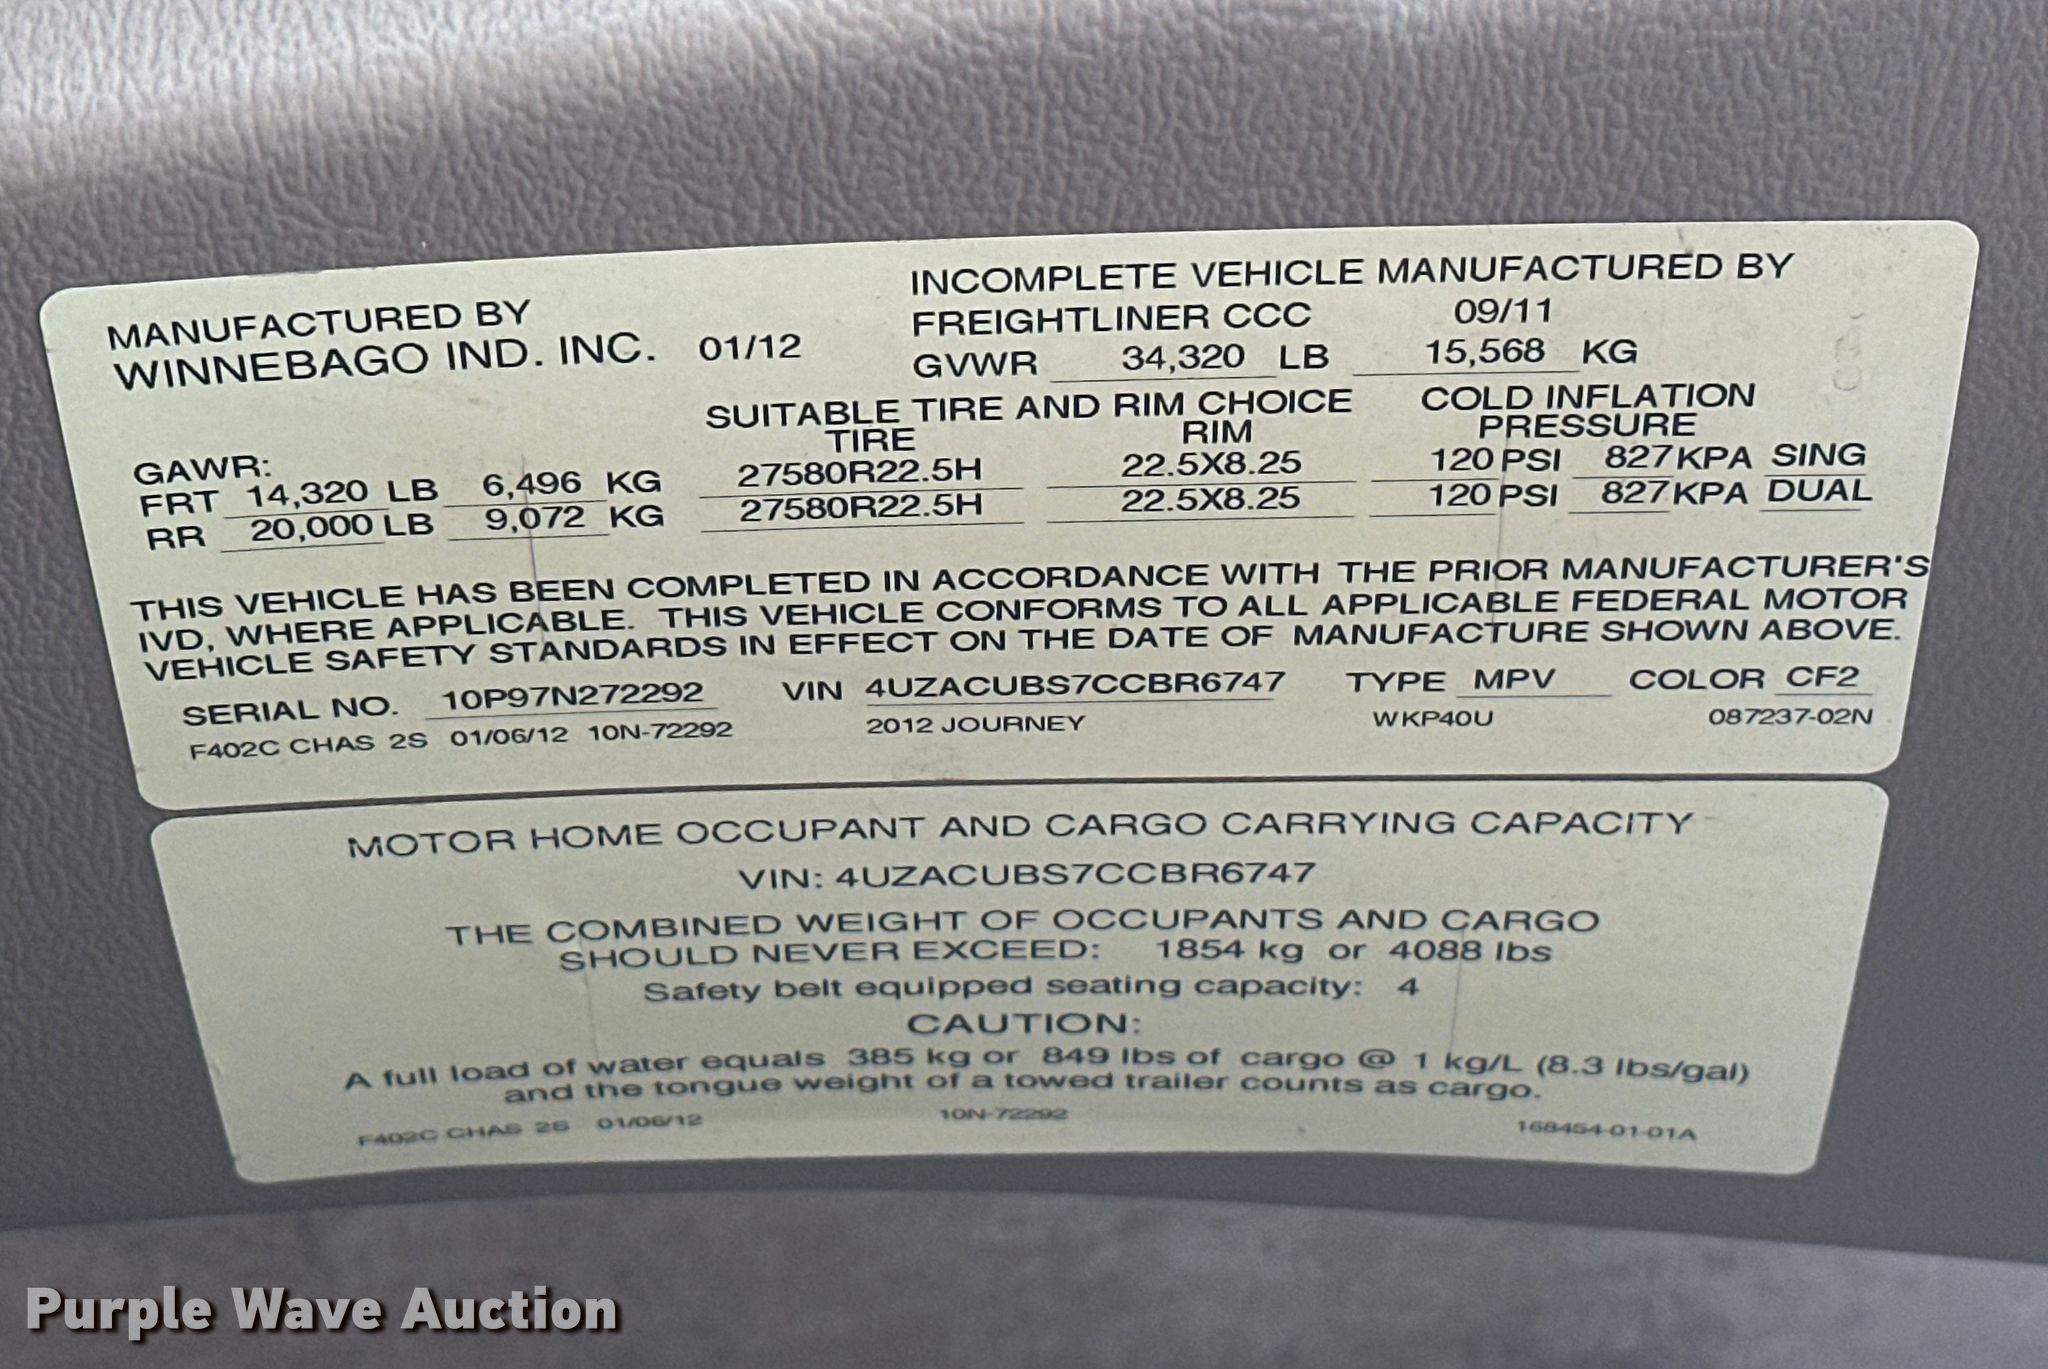 MANUFACTURED BY
WINNEBAGO IND. INC. 01/12
INCOMPLETE VEHICLE MANUFACTURED BY
FREIGHTLINER CCC 09/11
GVWR 34,320 LB 15,568 KG
SUITABLE TIRE AND RIM CHOICE COLD INFLATION
TIRE RIM PRESSURE
GAWR:
FRT 14,320 LB 6,496 KG 27580R22.5H 22.5X8.25 120 PSI 827 KPA SING
RR 20,000 LB 9,072 KG 27580R22.5H 22.5X8.25 120 PSI 827 KPA DUAL
THIS VEHICLE HAS BEEN COMPLETED IN ACCORDANCE WITH THE PRIOR MANUFACTURER'S
IVD, WHERE APPLICABLE. THIS VEHICLE CONFORMS TO ALL APPLICABLE FEDERAL MOTOR
VEHICLE SAFETY STANDARDS IN EFFECT ON THE DATE OF MANUFACTURE SHOWN ABOVE.
SERIAL NO. 10P97N272292 VIN 4UZACUBS7CCBR6747 TYPE MPV COLOR CF2
F402C CHAS 2S 01/06/12 10N-72292 2012 JOURNEY WKP40U 087237-02N
MOTOR HOME OCCUPANT AND CARGO CARRYING CAPACITY
VIN: 4UZACUBS7CCBR6747
THE COMBINED WEIGHT OF OCCUPANTS AND CARGO
SHOULD NEVER EXCEED: 1854 kg or 4088 lbs
Safety belt equipped seating capacity: 4
CAUTION:
A full load of water equals 385 kg or 849 lbs of cargo @ 1 kg/L (8.3 lbs/gal)
and the tongue weight of a towed trailer counts as cargo.
F402C CHAS 2S 01/06/12 10N-72292 168454-01-01A
Purple Wave Auction